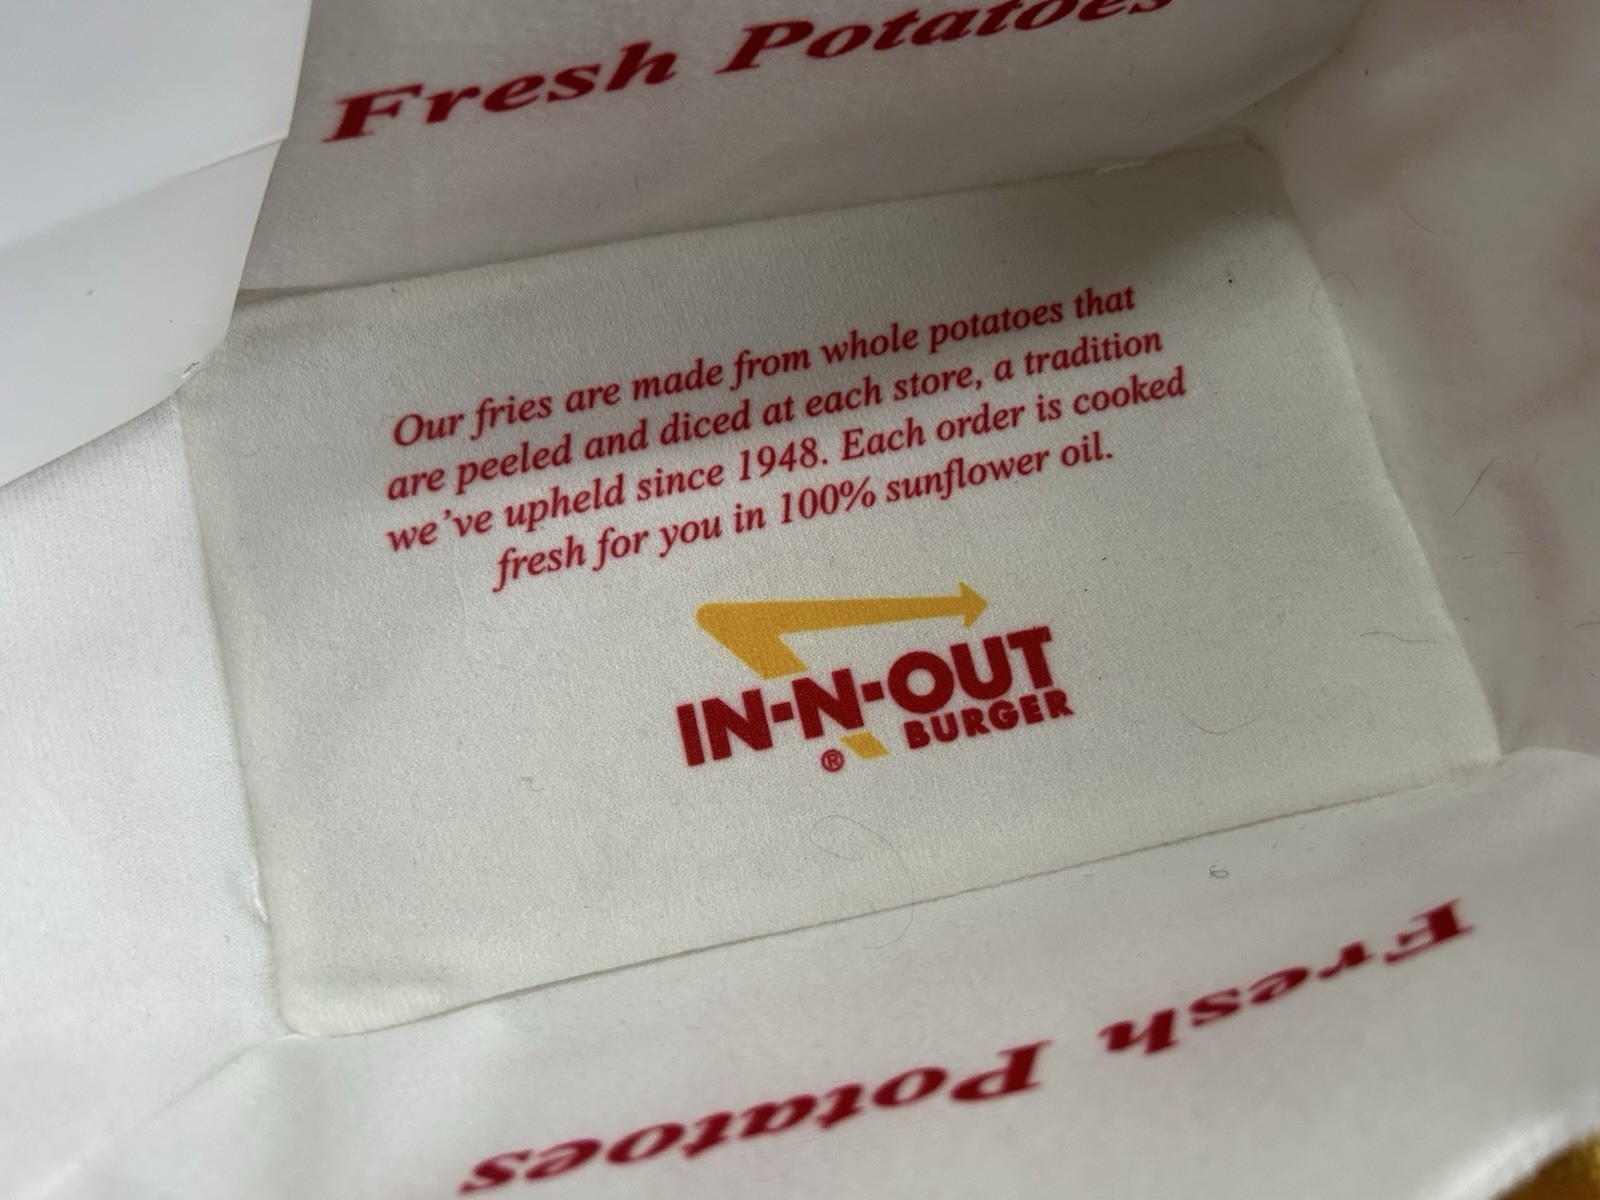 Fresh Potatoes
Our fries are made from whole potatoes that
are peeled and diced at each store, a tradition
we've upheld since 1948. Each order is cooked
fresh for you in 100% sunflower oil.
IN-N-OUT
BURGER
®
Fresh Potatoes